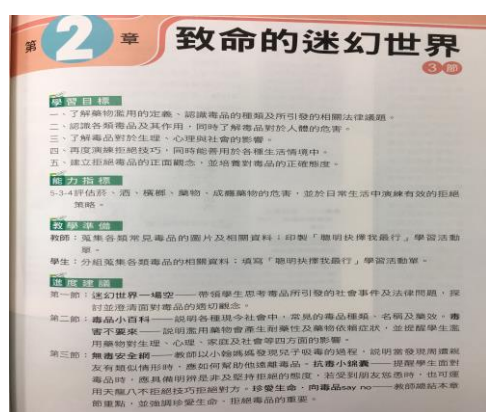 第2章 致命的迷幻世界
3節
學習目標
一、了解藥物濫用的定義、認識毒品的種類及所引發的相關法律議題。
二、認識各類毒品及其作用，同時了解毒品對於人體的危害。
三、了解毒品對於生理、心理與社會的影響。
四、再度演練拒絕技巧，同時能善用於各種生活情境中。
五、建立拒絕毒品的正面觀念，並培養對毒品的正確態度。
能力指標
5-3-4評估菸、酒、檳榔、藥物、成癮藥物的危害，並於日常生活中演練有效的拒絕
策略。
教學準備
教師：蒐集各類常見毒品的圖片及相關資料；印製「聰明抉擇我最行」學習活動
單。
學生：分組蒐集各類毒品的相關資料；填寫「聰明抉擇我最行」學習活動單。
進度建議
第一節：迷幻世界一場空——帶領學生思考毒品所引發的社會事件及法律問題，探
討並澄清面對毒品的適切觀念。
第二節：毒品小百科——說明各種現今社會中，常見的毒品種類、名稱及藥效。毒
害不要來——說明濫用藥物會產生耐藥性及藥物依賴症狀，並提醒學生濫
用藥物對生理、心理、家庭及社會等四方面的影響。
第三節：無毒安全網——教師以小翰媽媽發現兒子吸毒的過程，說明當發現周遭親
友有類似情形時，應如何幫助他遠離毒品。抗毒小錦囊——提醒學生面對
毒品時，應具備明辨是非及堅持拒絕的態度，若受到朋友慫恿時，也可運
用天龍八不拒絕技巧拒絕對方。珍愛生命，向毒品say no——教師總結本章
節重點，並強調珍愛生命、拒絕毒品的重要。